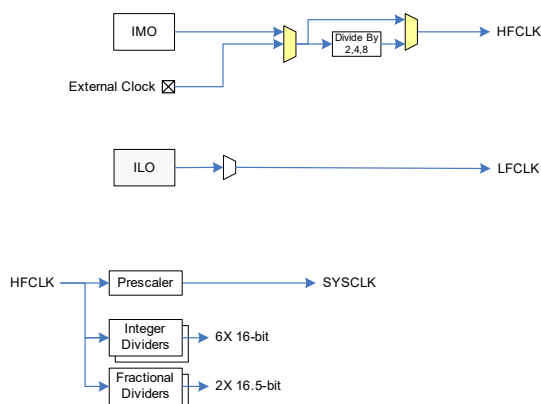 IMO
HFCLK
Divide By
2,4,8
External Clock
ILO
LFCLK
HFCLK
Prescaler
SYSCLK
Integer
Dividers
6X 16-bit
Fractional
Dividers
2X 16.5-bit